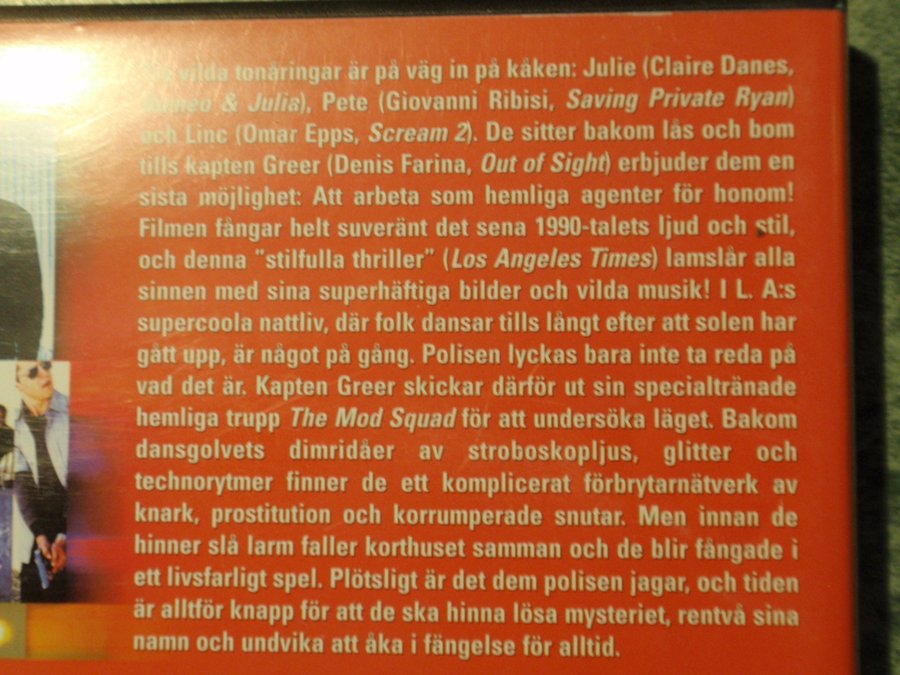 vilda tonåringar är på väg in på kåken: Julie (Claire Danes,
Romeo & Julia), Pete (Giovanni Ribisi, Saving Private Ryan)
och Linc (Omar Epps, Scream 2). De sitter bakom lås och bom
tills kapten Greer (Denis Farina, Out of Sight) erbjuder dem en
sista möjlighet: Att arbeta som hemliga agenter för honom!
Filmen fångar helt suveränt det sena 1990-talets ljud och stil,
och denna "stilfulla thriller" (Los Angeles Times) lamslår alla
sinnen med sina superhäftiga bilder och vilda musik! I L. A:s
supercoola nattliv, där folk dansar tills långt efter att solen har
gått upp, är något på gång. Polisen lyckas bara inte ta reda på
vad det är. Kapten Greer skickar därför ut sin specialtränade
hemliga trupp The Mod Squad för att undersöka läget. Bakom
dansgolvets dimridåer av stroboskopljus, glitter och
technorytmer finner de ett komplicerat förbrytarnätverk av
knark, prostitution och korrumperade snutar. Men innan de
hinner slå larm faller korthuset samman och de blir fångade i
ett livsfarligt spel. Plötsligt är det dem polisen jagar, och tiden
är alltför knapp för att de ska hinna lösa mysteriet, rentvå sina
namn och undvika att åka i fängelse för alltid.